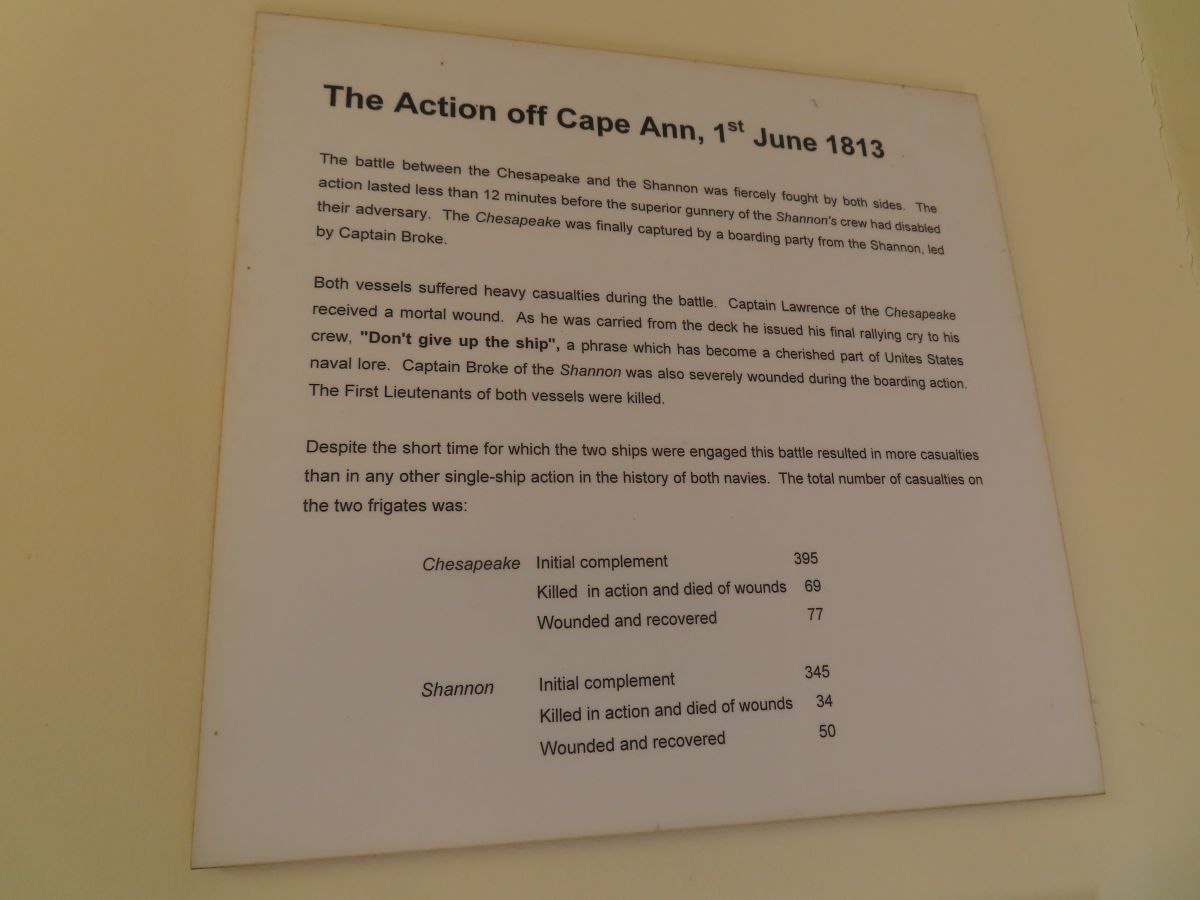 The Action off Cape Ann, 1st June 1813
The battle between the Chesapeake and the Shannon was fiercely fought by both sides. The
action lasted less than 12 minutes before the superior gunnery of the Shannon's crew had disabled
their adversary. The Chesapeake was finally captured by a boarding party from the Shannon, led
by Captain Broke.
Both vessels suffered heavy casualties during the battle. Captain Lawrence of the Chesapeake
received a mortal wound. As he was carried from the deck he issued his final rallying cry to his
crew, "Don't give up the ship", a phrase which has become a cherished part of Unites States
naval lore. Captain Broke of the Shannon was also severely wounded during the boarding action.
The First Lieutenants of both vessels were killed.
Despite the short time for which the two ships were engaged this battle resulted in more casualties
than in any other single-ship action in the history of both navies. The total number of casualties on
the two frigates was:
Chesapeake Initial complement 395
Killed in action and died of wounds 69
Wounded and recovered 77
Shannon Initial complement 345
Killed in action and died of wounds 34
Wounded and recovered 50